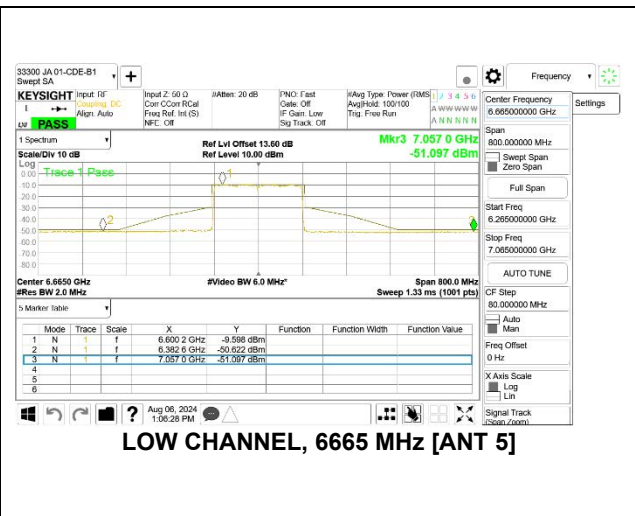 33300 JA 01-CDE-B1
Swept SA
Frequency
KEYSIGHT
PASS
Input: RF
Coupling: DC
Align: Auto
Input Z: 50 Ω
Corr CCorr RCal
Freq Ref: Int (S)
NFE: Off
#Atten: 20 dB
PNO: Fast
Gate: Off
IF Gain: Low
Sig Track: Off
#Avg Type: Power (RMS)
Avg|Hold: 100/100
Trig: Free Run
1 2 3 4 5 6
A W W W W W
A N N N N N
Settings
1 Spectrum
Scale/Div 10 dB
Ref Lvl Offset 13.60 dB
Ref Level 10.00 dBm
Mkr3 7.057 0 GHz
-51.097 dBm
Log
Trace 1 Pass
0.00
-10.0
-20.0
-30.0
-40.0
-50.0
-60.0
-70.0
-80.0
1
2
3
Center 6.6650 GHz
#Res BW 2.0 MHz
#Video BW 6.0 MHz*
Span 800.0 MHz
Sweep 1.33 ms (1001 pts)
5 Marker Table
Mode Trace Scale X Y Function Function Width Function Value
1 N 1 f 6.600 2 GHz -9.598 dBm
2 N 1 f 6.382 6 GHz -50.622 dBm
3 N 1 f 7.057 0 GHz -51.097 dBm
4
5
6
Center Frequency
6.665000000 GHz
Span
800.000000 MHz
Swept Span
Zero Span
Full Span
Start Freq
6.265000000 GHz
Stop Freq
7.065000000 GHz
AUTO TUNE
CF Step
80.000000 MHz
Auto
Man
Freq Offset
0 Hz
X Axis Scale
Log
Lin
Signal Track
(Span Zoom)
Aug 06, 2024
1:06:28 PM
LOW CHANNEL, 6665 MHz [ANT 5]